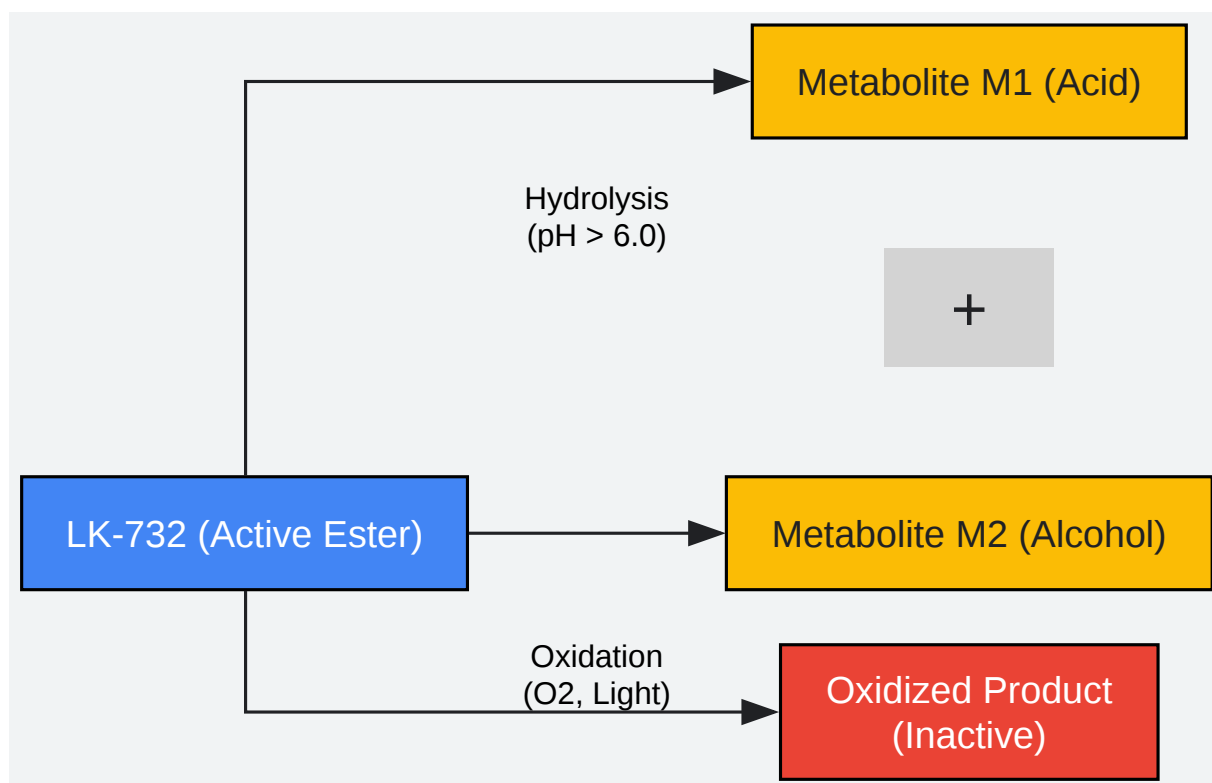 Metabolite M1 (Acid)
Hydrolysis
(pH > 6.0)
+
LK-732 (Active Ester)
Metabolite M2 (Alcohol)
Oxidation
(O2, Light)
Oxidized Product
(Inactive)